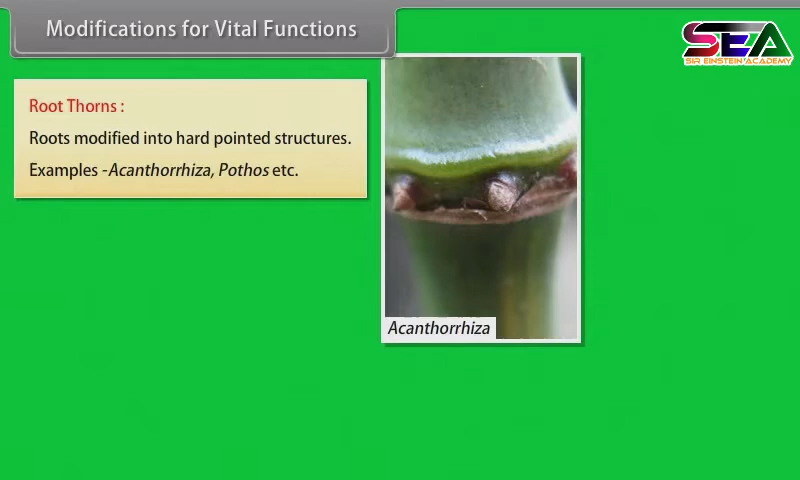 Modifications for Vital Functions
SEA
SIR EINSTEIN ACADEMY
Root Thorns :
Roots modified into hard pointed structures.
Examples -Acanthorrhiza, Pothos etc.
Acanthorrhiza